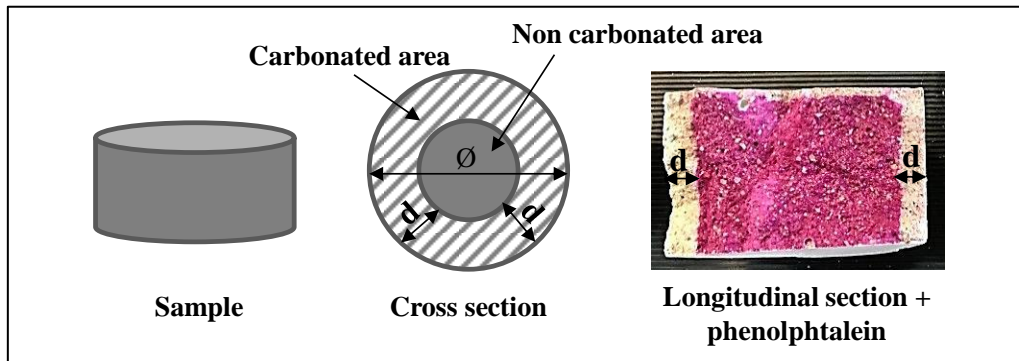 Non carbonated area
Carbonated area
Ø
d
d
d
d
Sample
Cross section
Longitudinal section +
phenolphtalein